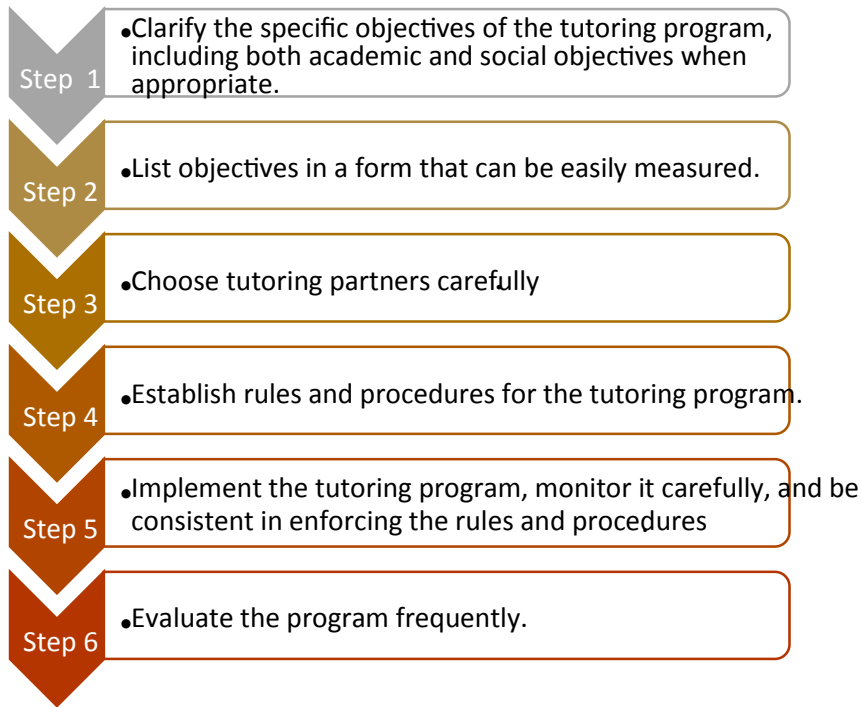 Step 1
•Clarify the specific objectives of the tutoring program,
including both academic and social objectives when
appropriate.
Step 2
•List objectives in a form that can be easily measured.
Step 3
•Choose tutoring partners carefully.
Step 4
•Establish rules and procedures for the tutoring program.
Step 5
•Implement the tutoring program, monitor it carefully, and be
consistent in enforcing the rules and procedures.
Step 6
•Evaluate the program frequently.